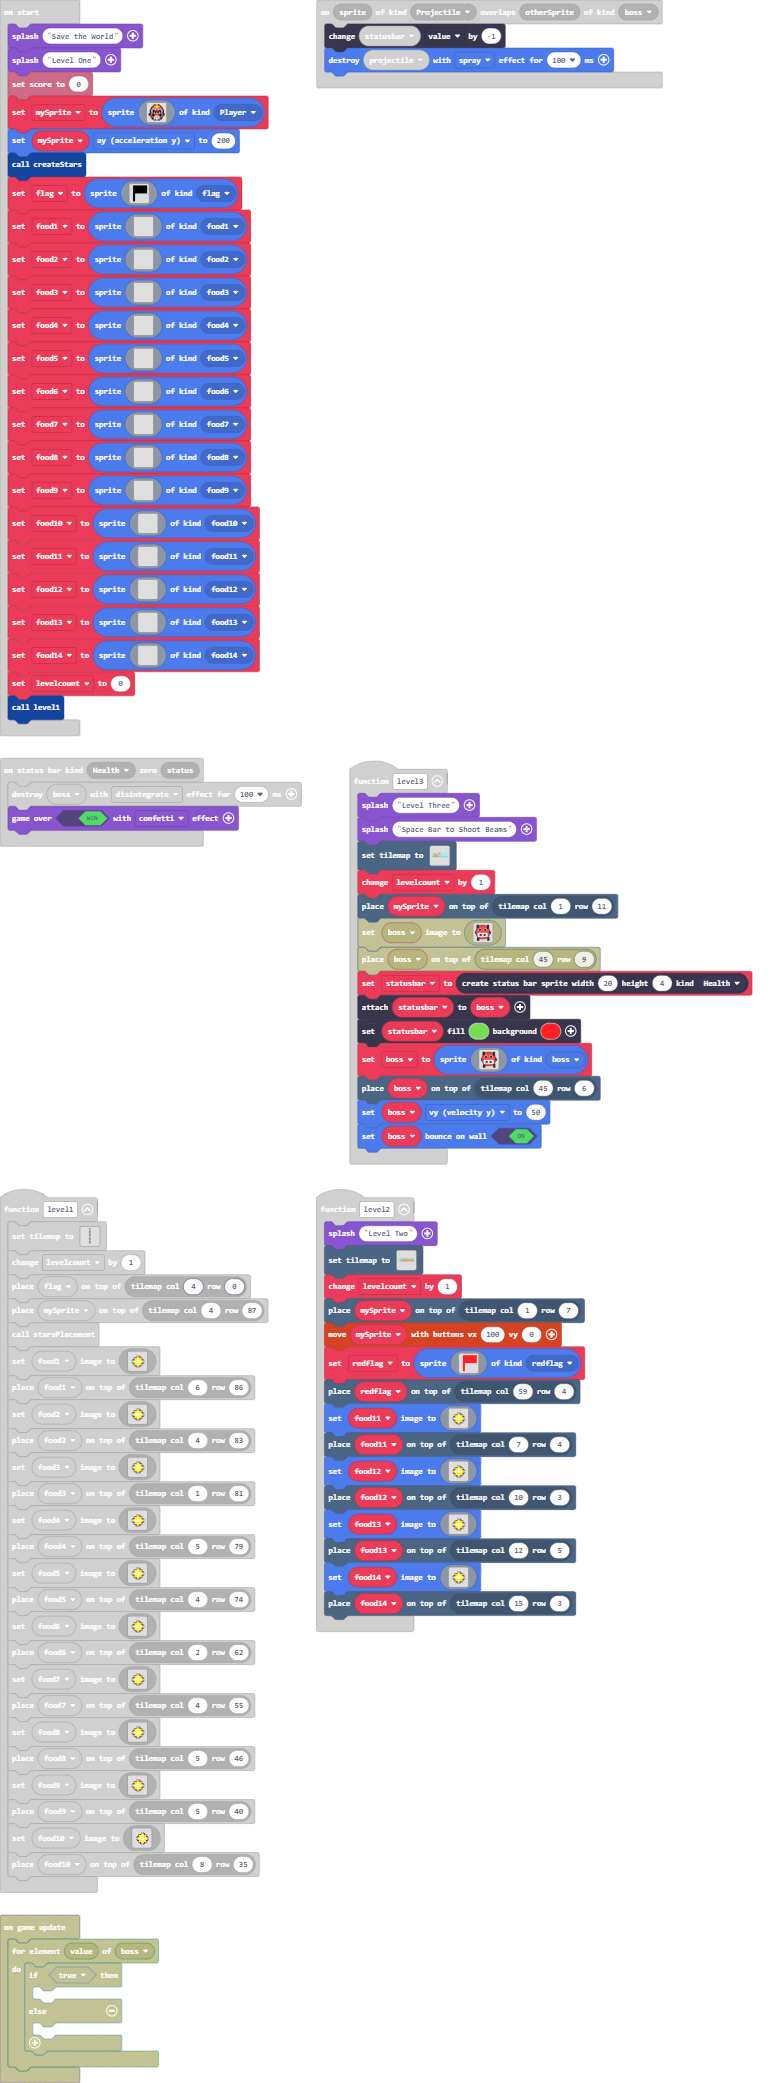 on start
splash "Save the World"
splash "Level One"
set score to 0
set mySprite to sprite of kind Player
set mySprite ay (acceleration y) to 200
call createStars
set flag to sprite of kind flag
set food1 to sprite of kind food1
set food2 to sprite of kind food2
set food3 to sprite of kind food3
set food4 to sprite of kind food4
set food5 to sprite of kind food5
set food6 to sprite of kind food6
set food7 to sprite of kind food7
set food8 to sprite of kind food8
set food9 to sprite of kind food9
set food10 to sprite of kind food10
set food11 to sprite of kind food11
set food12 to sprite of kind food12
set food13 to sprite of kind food13
set food14 to sprite of kind food14
set levelcount to 0
call level1
on sprite of kind Projectile overlaps otherSprite of kind boss
change statusbar value by -1
destroy projectile with spray effect for 100 ms
on status bar kind Health zero status
destroy boss with disintegrate effect for 100 ms
game over WIN with confetti effect
function level3
splash "Level Three"
splash "Space Bar to Shoot Beams"
set tilemap to
change levelcount by 1
place mySprite on top of tilemap col 1 row 11
set boss image to
place boss on top of tilemap col 45 row 9
set statusbar to create status bar sprite width 20 height 4 kind Health
attach statusbar to boss
set statusbar fill background
set boss to sprite of kind boss
place boss on top of tilemap col 45 row 6
set boss vy (velocity y) to 50
set boss bounce on wall ON
function level1
set tilemap to
change levelcount by 1
place flag on top of tilemap col 4 row 0
place mySprite on top of tilemap col 4 row 87
call starsPlacement
set food1 image to
place food1 on top of tilemap col 6 row 86
set food2 image to
place food2 on top of tilemap col 4 row 83
set food3 image to
place food3 on top of tilemap col 1 row 81
set food4 image to
place food4 on top of tilemap col 5 row 79
set food5 image to
place food5 on top of tilemap col 4 row 74
set food6 image to
place food6 on top of tilemap col 2 row 62
set food7 image to
place food7 on top of tilemap col 4 row 55
set food8 image to
place food8 on top of tilemap col 5 row 46
set food9 image to
place food9 on top of tilemap col 5 row 40
set food10 image to
place food10 on top of tilemap col 8 row 35
function level2
splash "Level Two"
set tilemap to
change levelcount by 1
place mySprite on top of tilemap col 1 row 7
move mySprite with buttons vx 100 vy 0
set redflag to sprite of kind redflag
place redflag on top of tilemap col 59 row 4
set food11 image to
place food11 on top of tilemap col 7 row 4
set food12 image to
place food12 on top of tilemap col 10 row 3
set food13 image to
place food13 on top of tilemap col 12 row 5
set food14 image to
place food14 on top of tilemap col 15 row 3
on game update
for element value of boss
do if true then
else